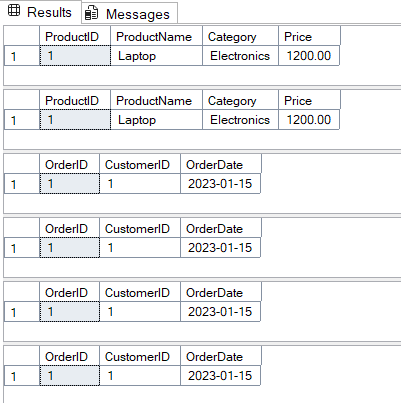 Results Messages
ProductID ProductName Category Price
1 1 Laptop Electronics 1200.00
ProductID ProductName Category Price
1 1 Laptop Electronics 1200.00
OrderID CustomerID OrderDate
1 1 1 2023-01-15
OrderID CustomerID OrderDate
1 1 1 2023-01-15
OrderID CustomerID OrderDate
1 1 1 2023-01-15
OrderID CustomerID OrderDate
1 1 1 2023-01-15